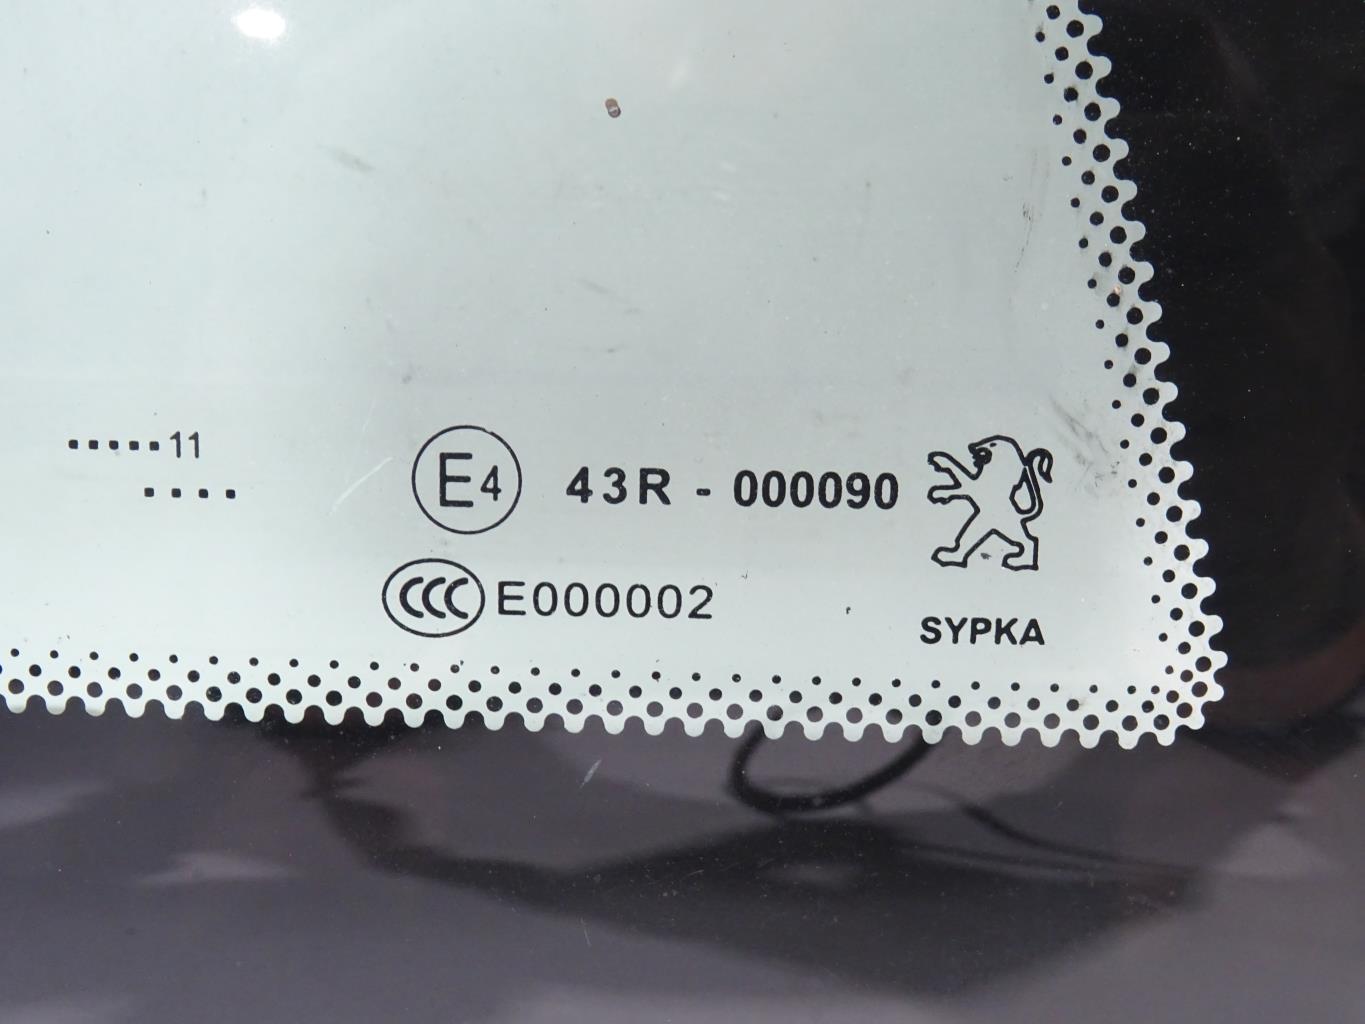 .....11
....
E4 43R - 000090
CCC E000002
SYPKA